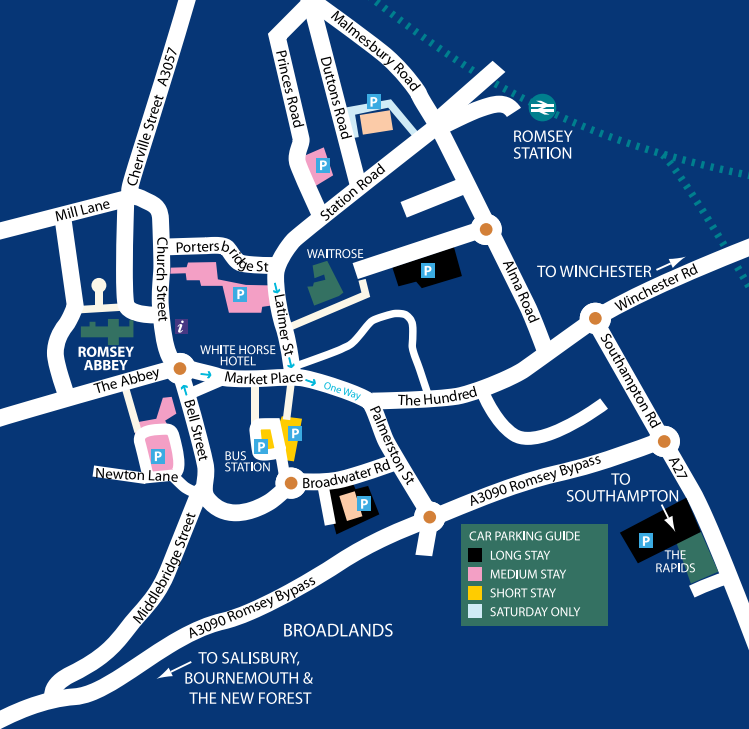 Cherville Street A3057
Malmesbury Road
Princes Road
Duttons Road
P
ROMSEY
STATION
P
Station Road
Mill Lane
Church Street
Portersbridge St
WAITROSE
P
P
Latimer St
Alma Road
TO WINCHESTER
Winchester Rd
i
ROMSEY
ABBEY
WHITE HORSE
HOTEL
The Abbey
Market Place
One Way
The Hundred
Southampton Rd
Bell Street
Palmerston St
P
P
P
BUS
STATION
Newton Lane
Broadwater Rd
P
A3090 Romsey Bypass
TO
SOUTHAMPTON
A27
P
THE
RAPIDS
CAR PARKING GUIDE
LONG STAY
MEDIUM STAY
SHORT STAY
SATURDAY ONLY
Middlebridge Street
A3090 Romsey Bypass
BROADLANDS
TO SALISBURY,
BOURNEMOUTH &
THE NEW FOREST